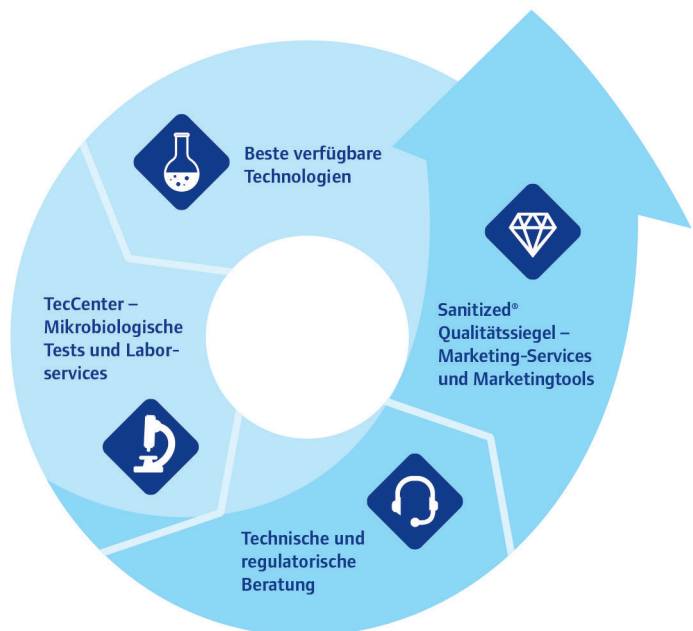 Beste verfügbare
Technologien
TecCenter –
Mikrobiologische
Tests und Labor-
services
Technische und
regulatorische
Beratung
Sanitized®
Qualitätssiegel –
Marketing-Services
und Marketingtools